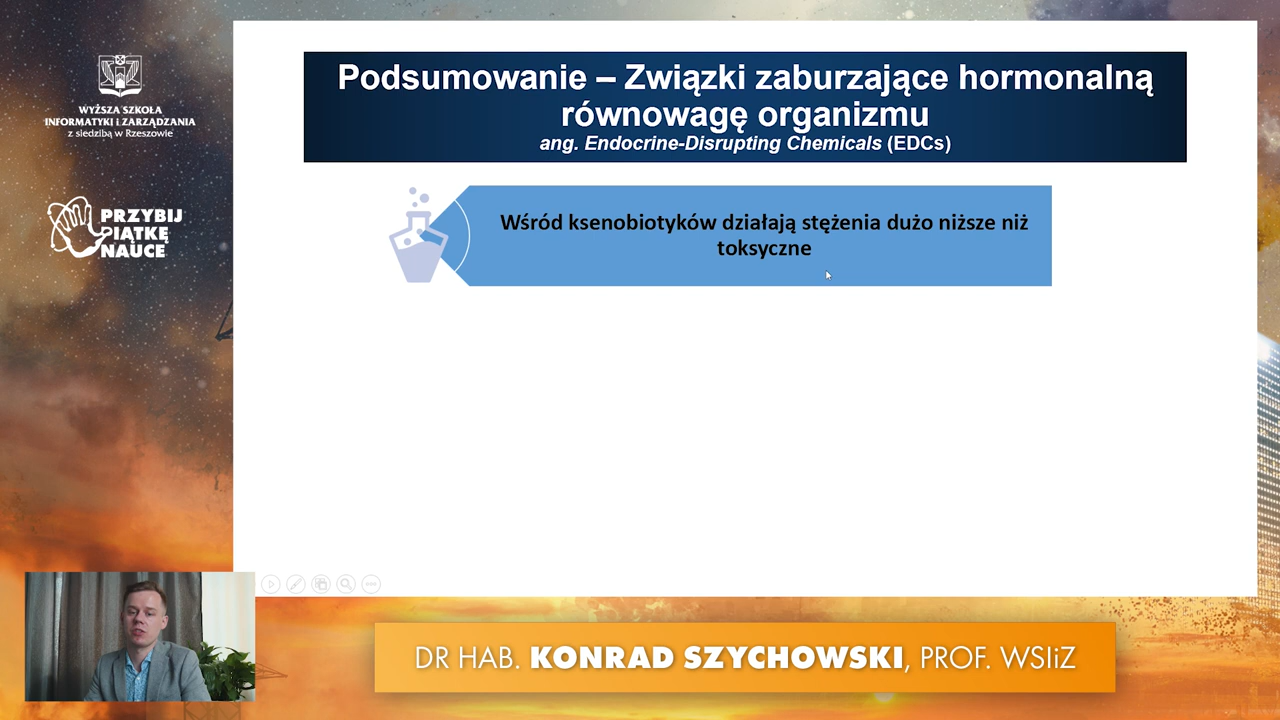 WYŻSZA SZKOŁA
INFORMATYKI i ZARZĄDZANIA
z siedzibą w Rzeszowie
PRZYBIJ
PIĄTKĘ
NAUCE
Podsumowanie – Związki zaburzające hormonalną
równowagę organizmu
ang. Endocrine-Disrupting Chemicals (EDCs)
Wśród ksenobiotyków działają stężenia dużo niższe niż
toksyczne
DR HAB. KONRAD SZYCHOWSKI, PROF. WSIiZ